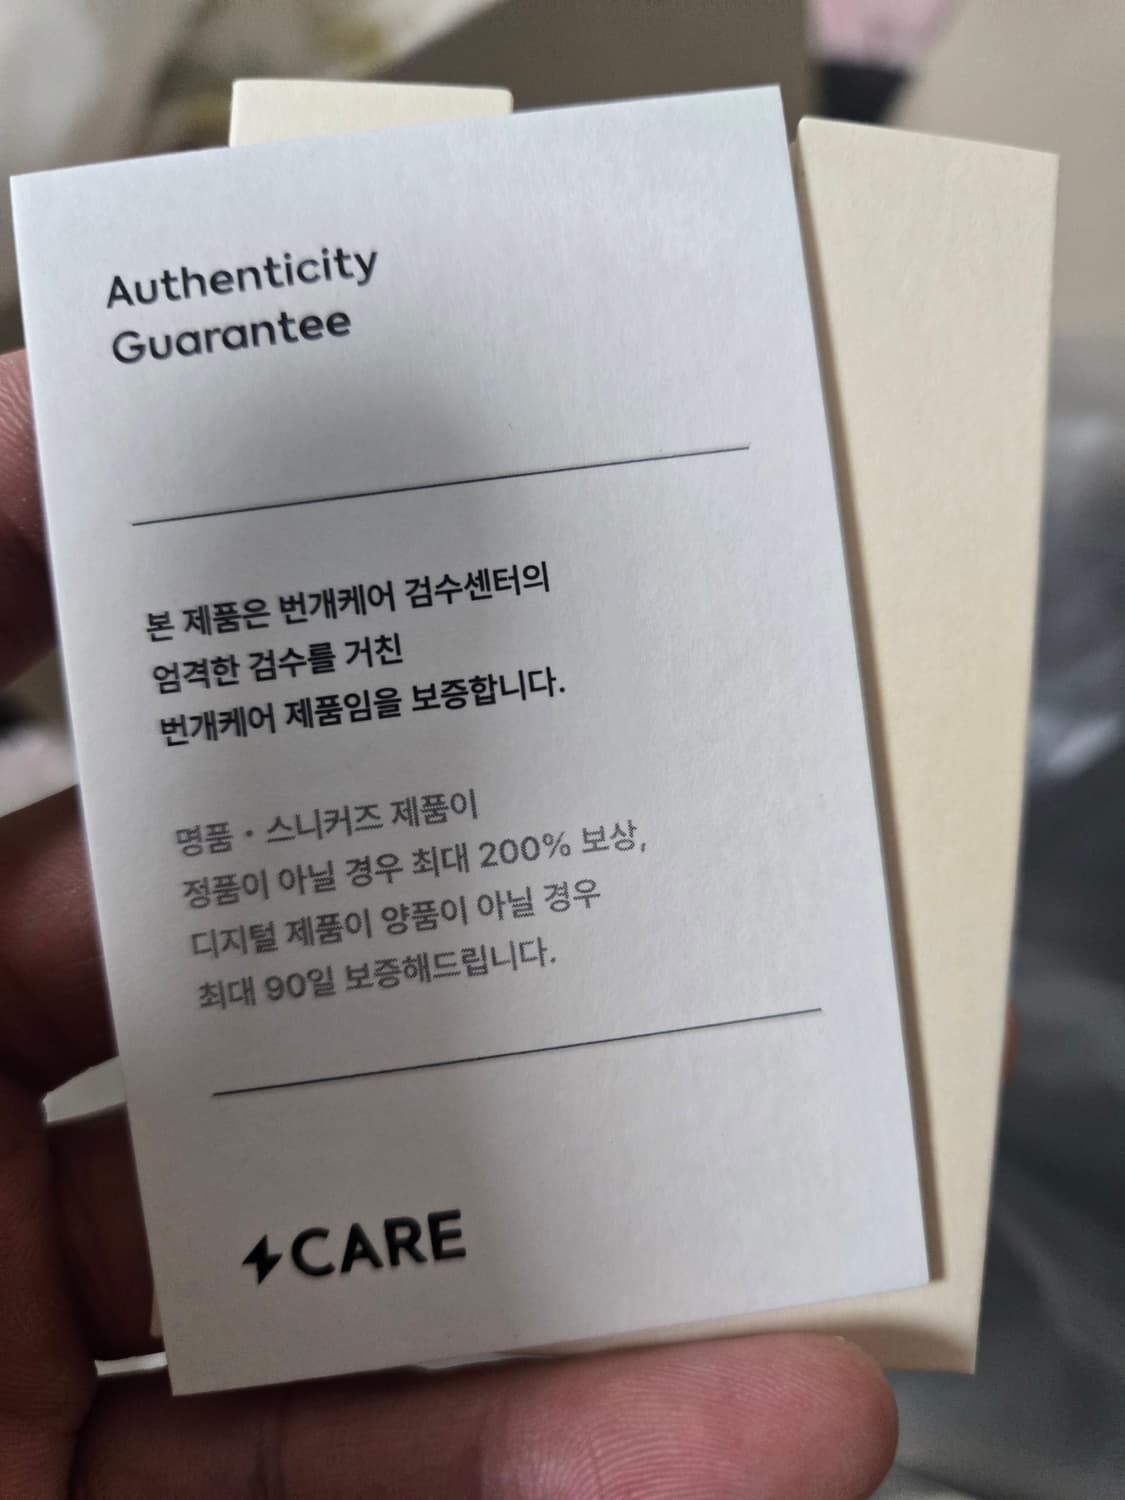 Authenticity
Guarantee
본 제품은 번개케어 검수센터의
엄격한 검수를 거친
번개케어 제품임을 보증합니다.
명품 · 스니커즈 제품이
정품이 아닐 경우 최대 200% 보상,
디지털 제품이 양품이 아닐 경우
최대 90일 보증해드립니다.
CARE